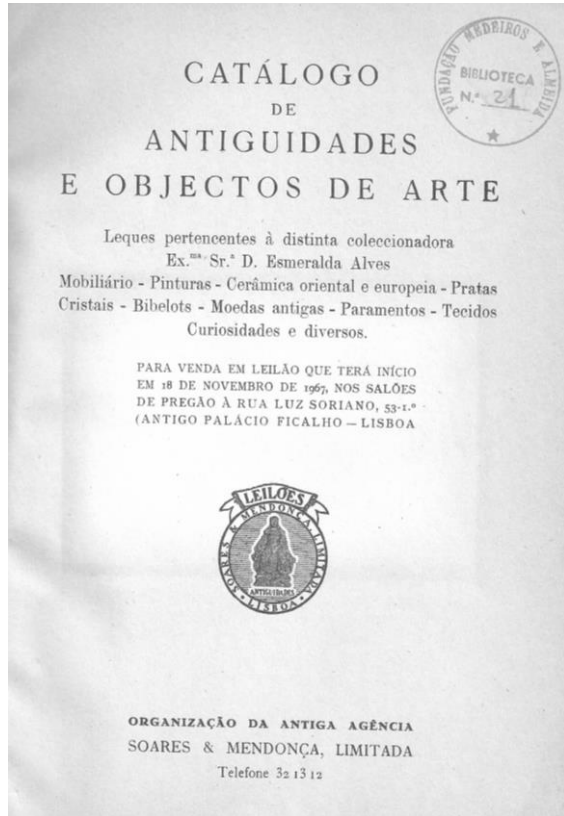 FUNDAÇÃO MEDEIROS E ALMEIDA
BIBLIOTECA
N.º 21
CATÁLOGO
DE
ANTIGUIDADES
E OBJECTOS DE ARTE
Leques pertencentes à distinta coleccionadora
Ex.ma Sr.a D. Esmeralda Alves
Mobiliário - Pinturas - Cerâmica oriental e europeia - Pratas
Cristais - Bibelots - Moedas antigas - Paramentos - Tecidos
Curiosidades e diversos.
PARA VENDA EM LEILÃO QUE TERÁ INÍCIO
EM 18 DE NOVEMBRO DE 1967, NOS SALÕES
DE PREGÃO À RUA LUZ SORIANO, 53-1.º
(ANTIGO PALÁCIO FICALHO — LISBOA
LEILÕES
SOARES & MENDONÇA, LIMITADA
ANTIGUIDADES
LISBOA
ORGANIZAÇÃO DA ANTIGA AGÊNCIA
SOARES & MENDONÇA, LIMITADA
Telefone 32 13 12